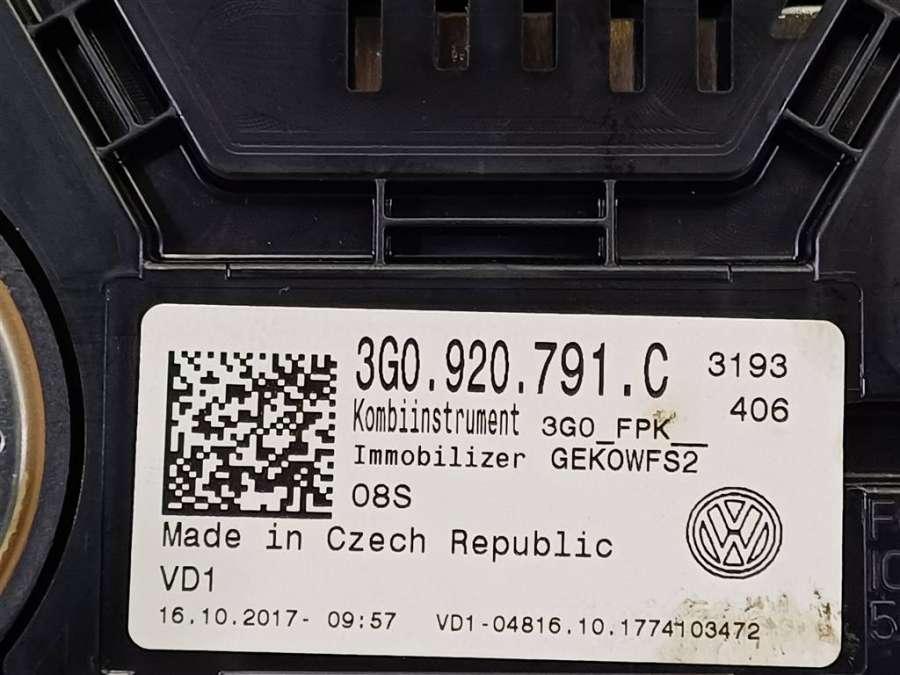 3G0.920.791.C 3193
Kombiinstrument 3G0_FPK__ 406
Immobilizer GEKOWFS2
08S
Made in Czech Republic
VD1
16.10.2017- 09:57 VD1-04816.10.1774103472